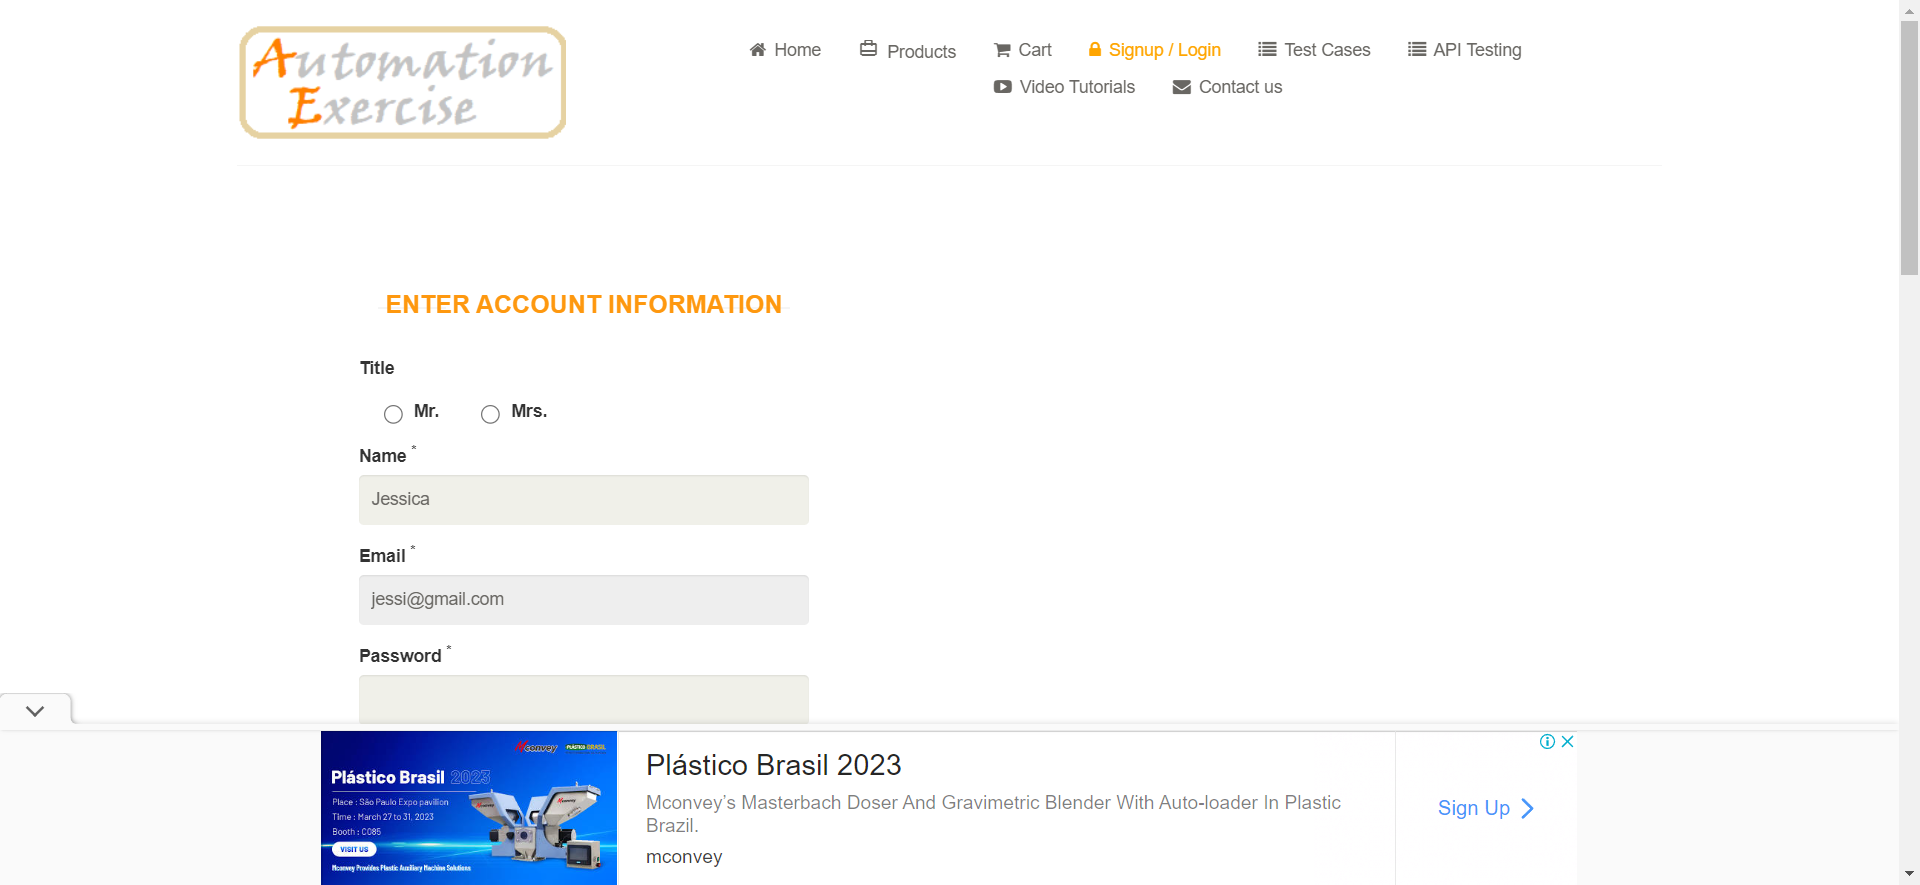 Automation
Exercise
Home
Products
Cart
Signup / Login
Test Cases
API Testing
Video Tutorials
Contact us
ENTER ACCOUNT INFORMATION
Title
Mr.
Mrs.
Name *
Jessica
Email *
jessi@gmail.com
Password *
Mconvey
PLÁSTICO BRASIL
Plástico Brasil 2023
Place : São Paulo Expo pavilion
Time : March 27 to 31, 2023
Booth : C085
VISIT US
Mconvey Provides Plastic Auxiliary Machine Solutions
Plástico Brasil 2023
Mconvey's Masterbach Doser And Gravimetric Blender With Auto-loader In Plastic
Brazil.
mconvey
Sign Up